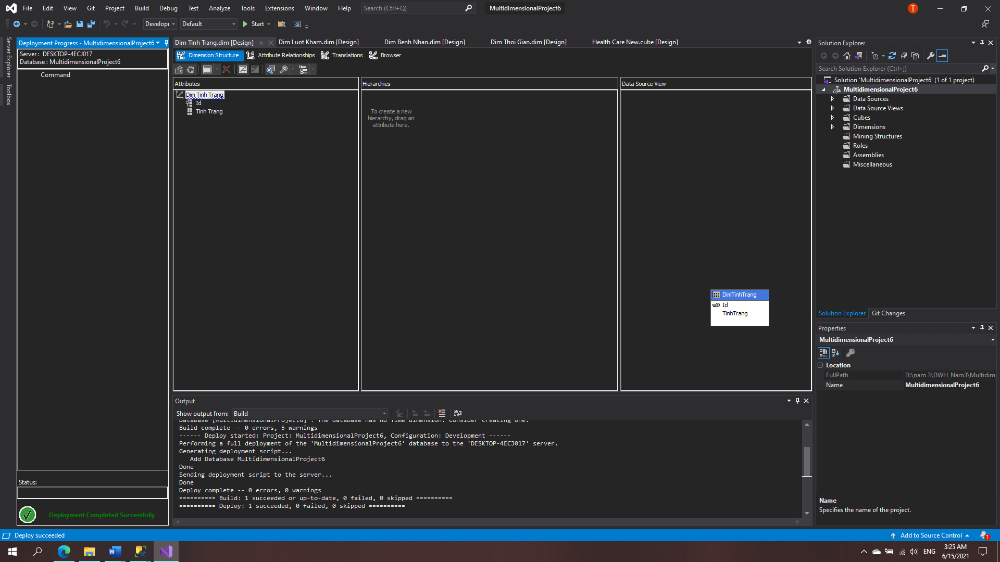 File Edit View Git Project Build Debug Test Analyze Tools Extensions Window Help Search (Ctrl+Q) MultidimensionalProject6 T
Develop Default Start
Server Explorer
Toolbox
Deployment Progress - MultidimensionalProject6
Server : DESKTOP-4ECJ017
Database : MultidimensionalProject6
Command
Status:
Deployment Completed Successfully
Dim Tinh Trang.dim [Design] Dim Luot Kham.dim [Design] Dim Benh Nhan.dim [Design] Dim Thoi Gian.dim [Design] Health Care New.cube [Design]
Dimension Structure Attribute Relationships Translations Browser
Attributes
Dim Tinh Trang
Id
Tinh Trang
Hierarchies
To create a new
hierarchy, drag an
attribute here.
Data Source View
DimTinhTrang
Id
TinhTrang
Output
Show output from: Build
Database [MultidimensionalProject6] : The database has no Time dimension. Consider creating one.
Build complete -- 0 errors, 5 warnings
------ Deploy started: Project: MultidimensionalProject6, Configuration: Development ------
Performing a full deployment of the 'MultidimensionalProject6' database to the 'DESKTOP-4ECJ017' server.
Generating deployment script...
Add Database MultidimensionalProject6
Done
Sending deployment script to the server...
Done
Deploy complete -- 0 errors, 0 warnings
========== Build: 1 succeeded or up-to-date, 0 failed, 0 skipped ==========
========== Deploy: 1 succeeded, 0 failed, 0 skipped ==========
Solution Explorer
Search Solution Explorer (Ctrl+;)
Solution 'MultidimensionalProject6' (1 of 1 project)
MultidimensionalProject6
Data Sources
Data Source Views
Cubes
Dimensions
Mining Structures
Roles
Assemblies
Miscellaneous
Solution Explorer Git Changes
Properties
MultidimensionalProject6
Location
FullPath D:\nam 3\DWH_Nam3\Multidim
Name MultidimensionalProject6
Name
Specifies the name of the project.
Deploy succeeded Add to Source Control 1
ENG 3:25 AM
6/15/2021